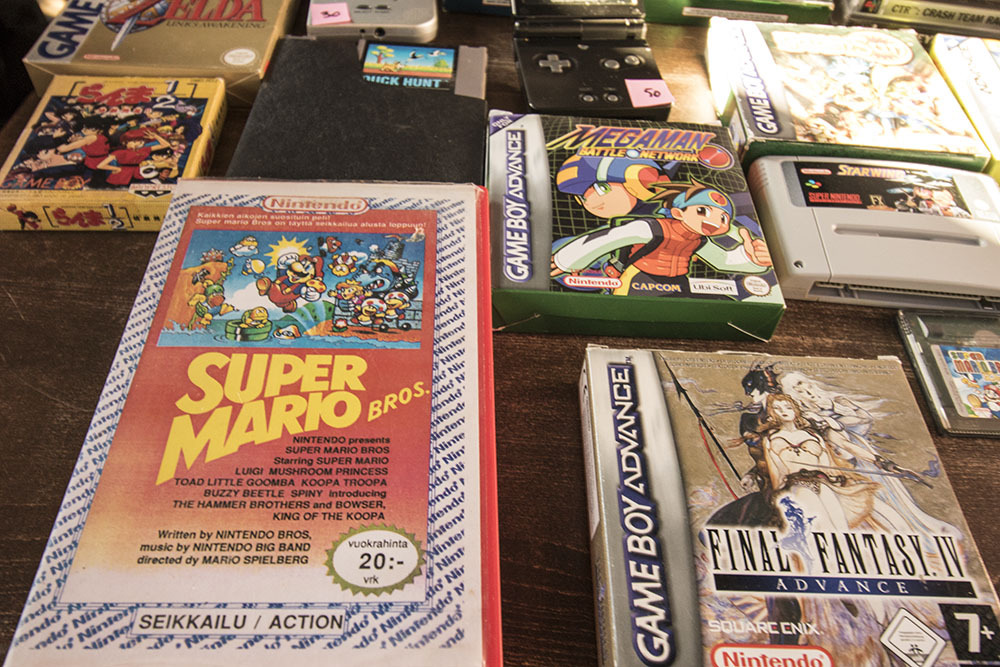 GAME
ZELDA
LINK'S AWAKENING
Nintendo
30
DUCK HUNT
50
CTR: CRASH TEAM
GAME BOY
らんま1/2
らんま1/2
GAME BOY ADVANCE
MEGAMAN
BATTLE NETWORK
Nintendo
CAPCOM
Ubi Soft
STARWING
SUPER NINTENDO
FX
Nintendo
Kaikkien aikojen suosituin peli!
Super mario Bros on täyttä seikkailua alusta loppuun!
SUPER
MARIO BROS.
NINTENDO presents
SUPER MARIO BROS
Starring SUPER MARIO
LUIGI MUSHROOM PRINCESS
TOAD LITTLE GOOMBA KOOPA TROOPA
BUZZY BEETLE SPINY introducing
THE HAMMER BROTHERS and BOWSER,
KING OF THE KOOPA
Written by NINTENDO BROS,
music by NINTENDO BIG BAND
directed dy MARIO SPIELBERG
vuokrahinta
20:-
vrk
SEIKKAILU / ACTION
GAME BOY ADVANCE
FINAL FANTASY IV
ADVANCE
SQUARE ENIX
Nintendo
7+
SUPER